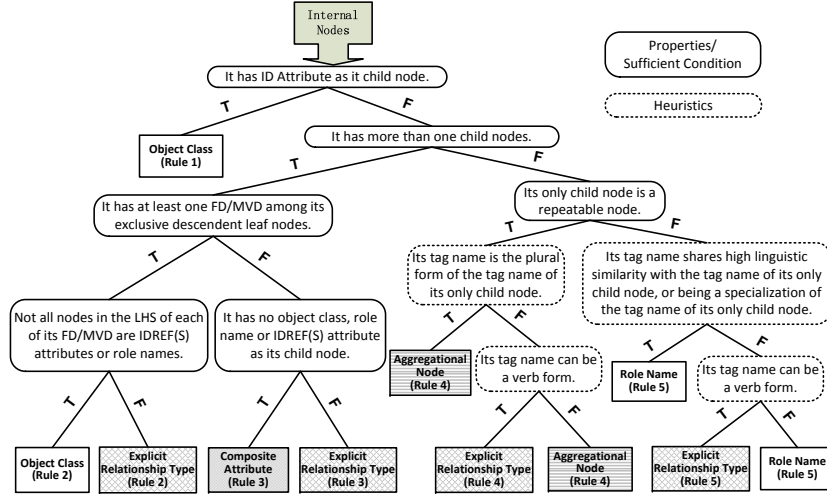 Internal
Nodes
Properties/
Sufficient Condition
Heuristics
It has ID Attribute as it child node.
T
F
Object Class
(Rule 1)
It has more than one child nodes.
T
F
It has at least one FD/MVD among its
exclusive descendent leaf nodes.
Its only child node is a
repeatable node.
T
F
T
F
Not all nodes in the LHS of each
of its FD/MVD are IDREF(S)
attributes or role names.
It has no object class, role
name or IDREF(S) attribute
as its child node.
Its tag name is the plural
form of the tag name of
its only child node.
Its tag name shares high linguistic
similarity with the tag name of its only
child node, or being a specialization of
the tag name of its only child node.
T
F
T
F
Aggregational
Node
(Rule 4)
Its tag name can be
a verb form.
Role Name
(Rule 5)
Its tag name can be
a verb form.
T
F
T
F
T
F
T
F
Object Class
(Rule 2)
Explicit
Relationship Type
(Rule 2)
Composite
Attribute
(Rule 3)
Explicit
Relationship Type
(Rule 3)
Explicit
Relationship Type
(Rule 4)
Aggregational
Node
(Rule 4)
Explicit
Relationship Type
(Rule 5)
Role Name
(Rule 5)